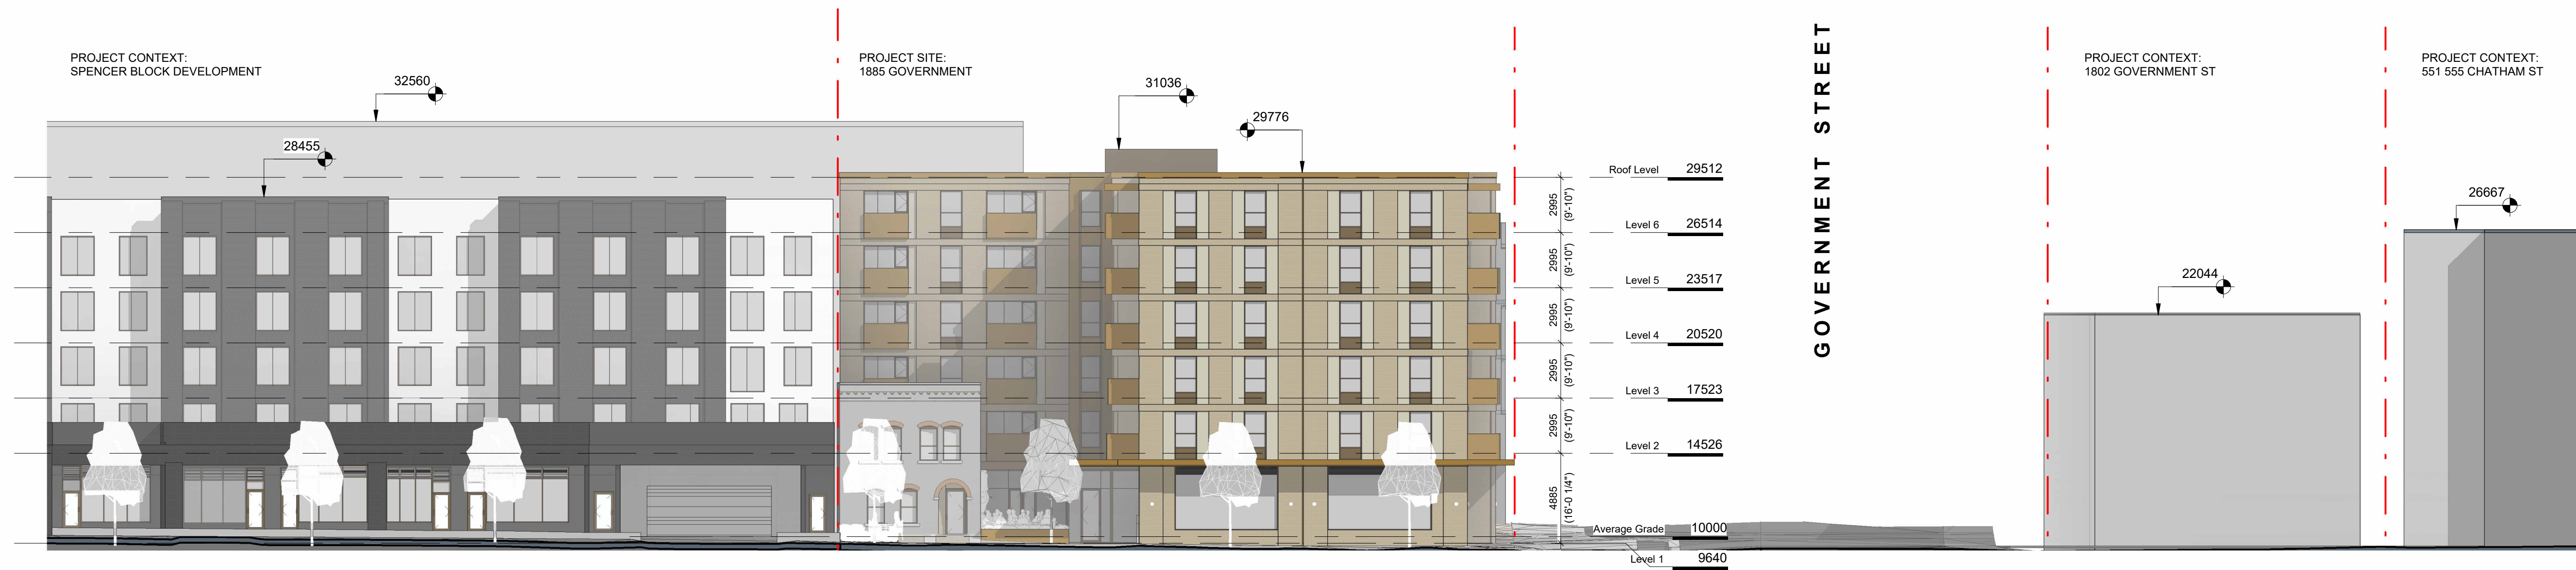 PROJECT CONTEXT:
SPENCER BLOCK DEVELOPMENT
32560
28455
PROJECT SITE:
1885 GOVERNMENT
31036
29776
Roof Level 29512
2995
(9'-10")
Level 6 26514
2995
(9'-10")
Level 5 23517
2995
(9'-10")
Level 4 20520
2995
(9'-10")
Level 3 17523
2995
(9'-10")
Level 2 14526
4885
(16'-0 1/4")
Average Grade 10000
Level 1 9640
GOVERNMENT STREET
PROJECT CONTEXT:
1802 GOVERNMENT ST
22044
PROJECT CONTEXT:
551 555 CHATHAM ST
26667